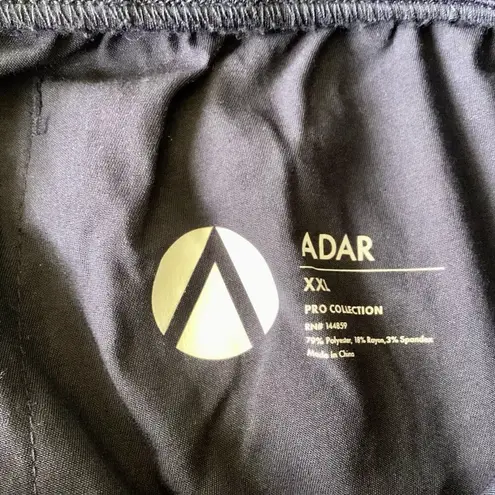 ADAR
XXL
PRO COLLECTION
RN# 144859
79% Polyester, 18% Rayon, 3% Spandex
Made in China